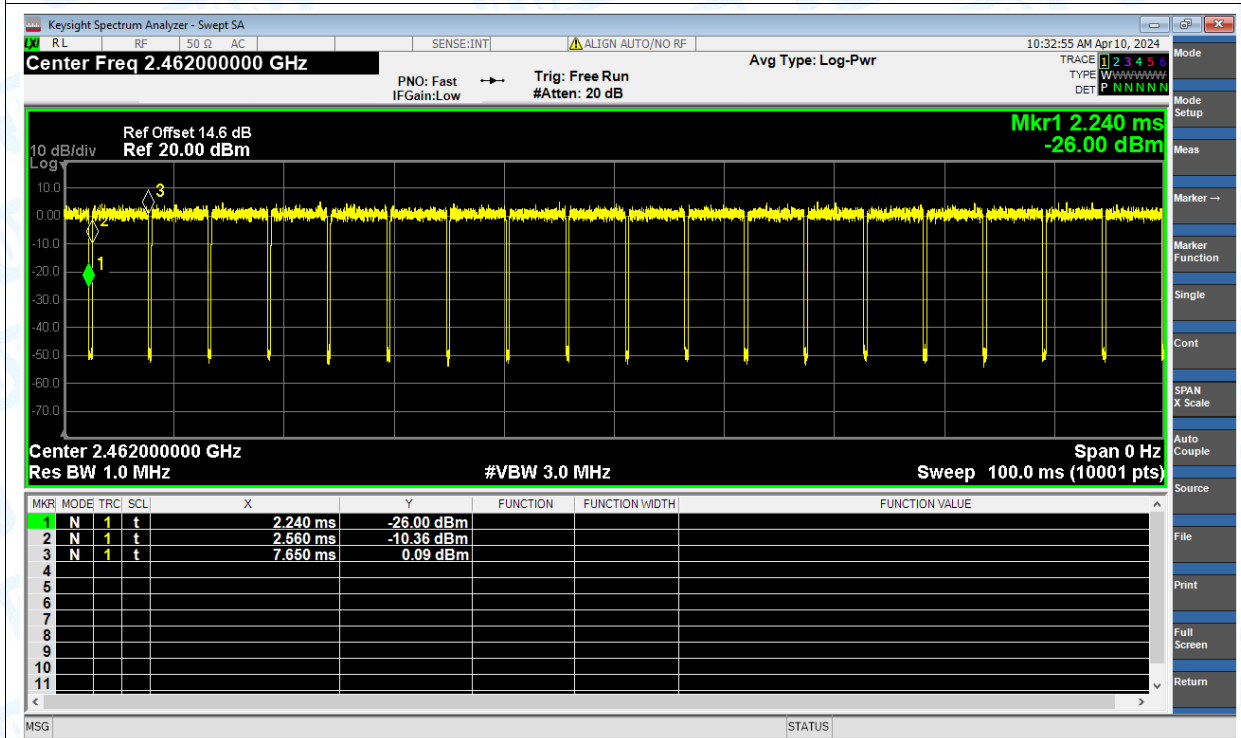 Keysight Spectrum Analyzer - Swept SA
LXI RL RF 50 Ω AC SENSE:INT ALIGN AUTO/NO RF 10:32:55 AM Apr 10, 2024
Center Freq 2.462000000 GHz
PNO: Fast
IFGain:Low
Trig: Free Run
#Atten: 20 dB
Avg Type: Log-Pwr
TRACE 1 2 3 4 5 6
TYPE WWWWWW
DET P N N N N N
Ref Offset 14.6 dB
10 dB/div Ref 20.00 dBm
Log
Mkr1 2.240 ms
-26.00 dBm
10.0
0.00
-10.0
-20.0
-30.0
-40.0
-50.0
-60.0
-70.0
1
2
3
Center 2.462000000 GHz Span 0 Hz
Res BW 1.0 MHz #VBW 3.0 MHz Sweep 100.0 ms (10001 pts)
MKR MODE TRC SCL X Y FUNCTION FUNCTION WIDTH FUNCTION VALUE
1 N 1 t 2.240 ms -26.00 dBm
2 N 1 t 2.560 ms -10.36 dBm
3 N 1 t 7.650 ms 0.09 dBm
4
5
6
7
8
9
10
11
MSG STATUS
Mode
Mode
Setup
Meas
Marker →
Marker
Function
Single
Cont
SPAN
X Scale
Auto
Couple
Source
File
Print
Full
Screen
Return